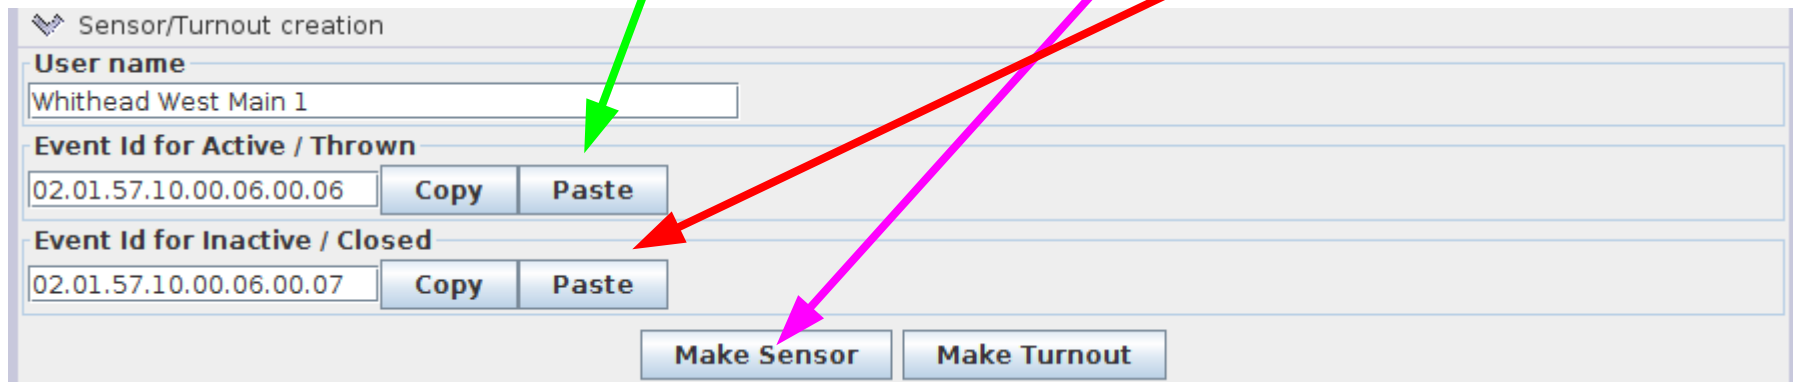 Sensor/Turnout creation
User name
Whithead West Main 1
Event Id for Active / Thrown
02.01.57.10.00.06.00.06 Copy Paste
Event Id for Inactive / Closed
02.01.57.10.00.06.00.07 Copy Paste
Make Sensor Make Turnout